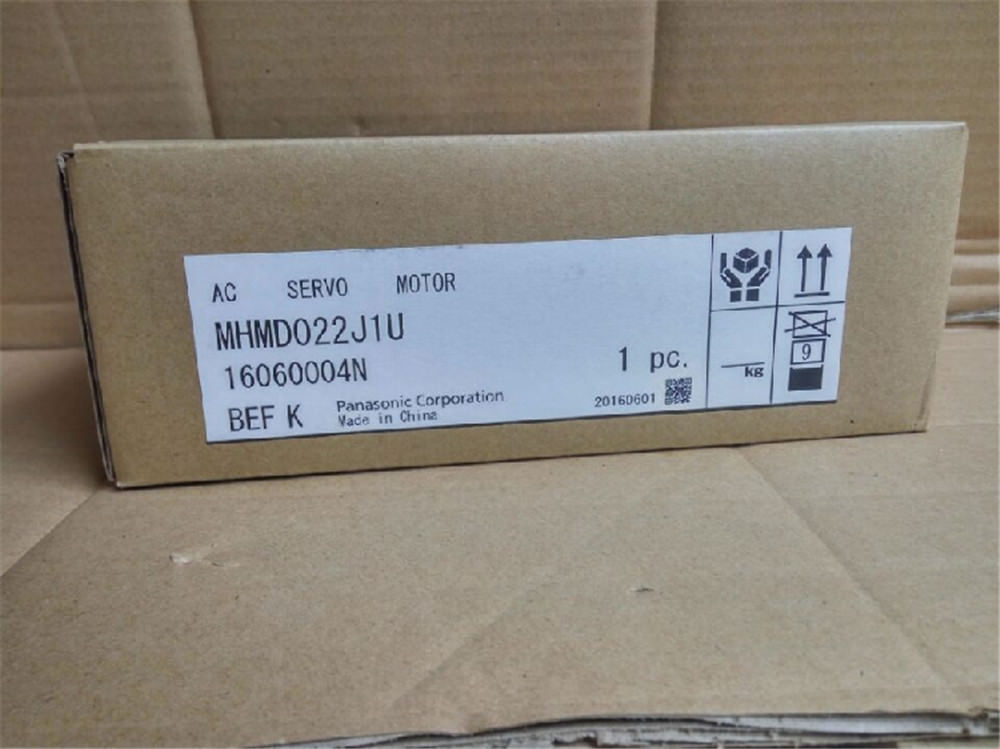 AC SERVO MOTOR
MHMD022J1U
16060004N
1 pc.
BEF K
Panasonic Corporation
Made in China
20160601
kg
9